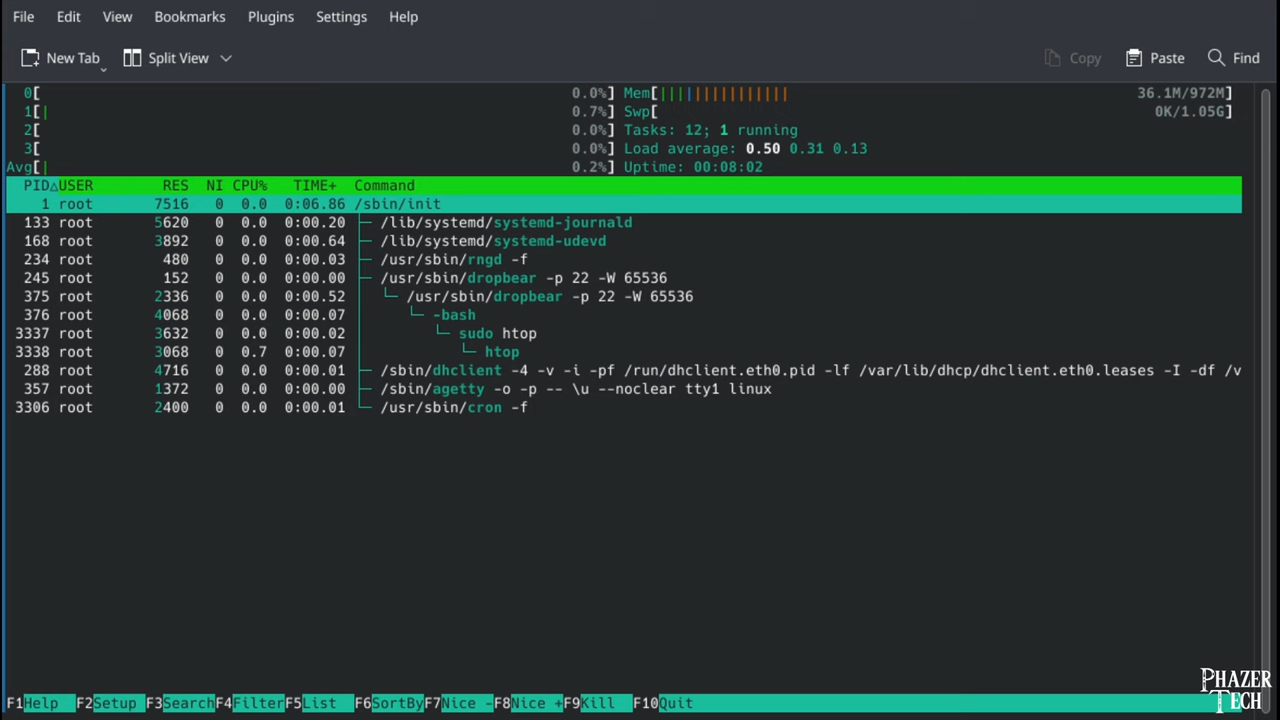 File Edit View Bookmarks Plugins Settings Help
New Tab Split View Copy Paste Find
0[ 0.0%] Mem[||||||||||||||| 36.1M/972M]
1[| 0.7%] Swp[ 0K/1.05G]
2[ 0.0%] Tasks: 12; 1 running
3[ 0.0%] Load average: 0.50 0.31 0.13
Avg[| 0.2%] Uptime: 00:08:02
PID△USER RES NI CPU% TIME+ Command
1 root 7516 0 0.0 0:06.86 /sbin/init
133 root 5620 0 0.0 0:00.20 ├─ /lib/systemd/systemd-journald
168 root 3892 0 0.0 0:00.64 ├─ /lib/systemd/systemd-udevd
234 root 480 0 0.0 0:00.03 ├─ /usr/sbin/rngd -f
245 root 152 0 0.0 0:00.00 ├─ /usr/sbin/dropbear -p 22 -W 65536
375 root 2336 0 0.0 0:00.52 │ └─ /usr/sbin/dropbear -p 22 -W 65536
376 root 4068 0 0.0 0:00.07 │ └─ -bash
3337 root 3632 0 0.0 0:00.02 │ └─ sudo htop
3338 root 3068 0 0.7 0:00.07 │ └─ htop
288 root 4716 0 0.0 0:00.01 ├─ /sbin/dhclient -4 -v -i -pf /run/dhclient.eth0.pid -lf /var/lib/dhcp/dhclient.eth0.leases -I -df /v
357 root 1372 0 0.0 0:00.00 ├─ /sbin/agetty -o -p -- \u --noclear tty1 linux
3306 root 2400 0 0.0 0:00.01 └─ /usr/sbin/cron -f
F1Help F2Setup F3SearchF4FilterF5List F6SortByF7Nice -F8Nice +F9Kill F10Quit
PHAZER
TECH